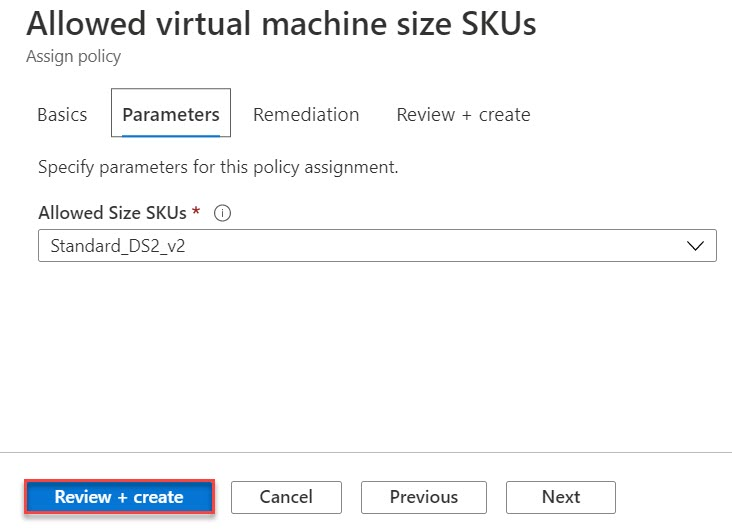 Allowed virtual machine size SKUs
Assign policy
Basics Parameters Remediation Review + create
Specify parameters for this policy assignment.
Allowed Size SKUs *
Standard_DS2_v2
Review + create Cancel Previous Next